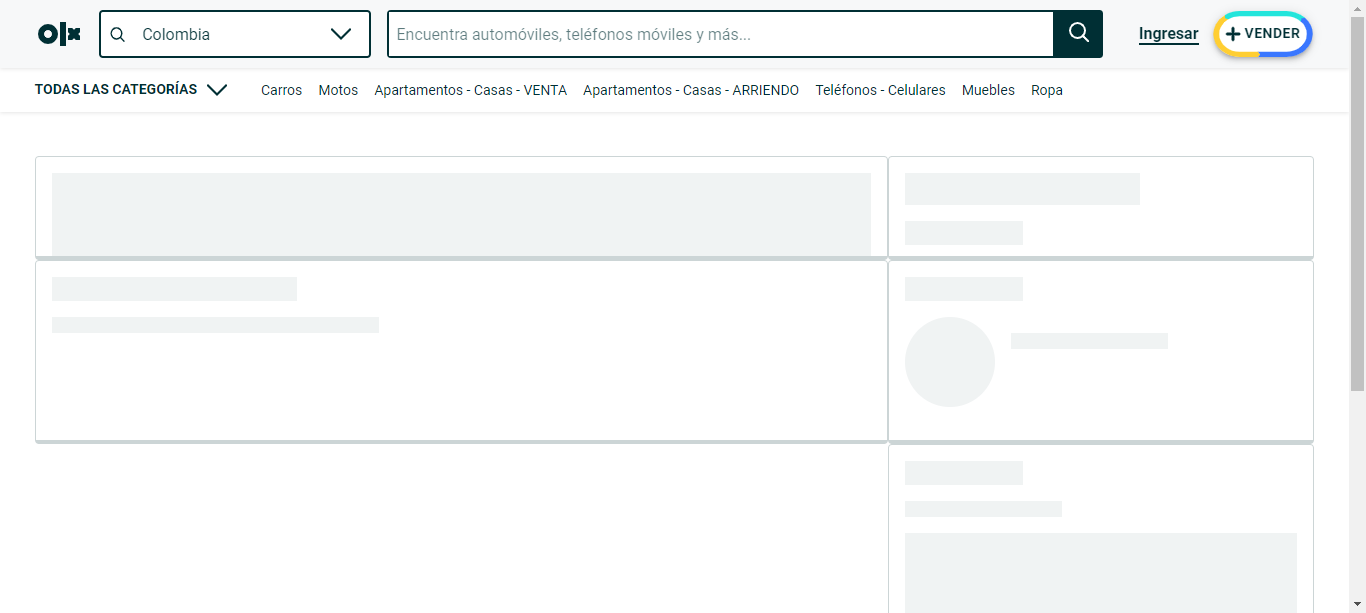 olx
Colombia
Encuentra automóviles, teléfonos móviles y más...
Ingresar
VENDER
TODAS LAS CATEGORÍAS
Carros
Motos
Apartamentos - Casas - VENTA
Apartamentos - Casas - ARRIENDO
Teléfonos - Celulares
Muebles
Ropa